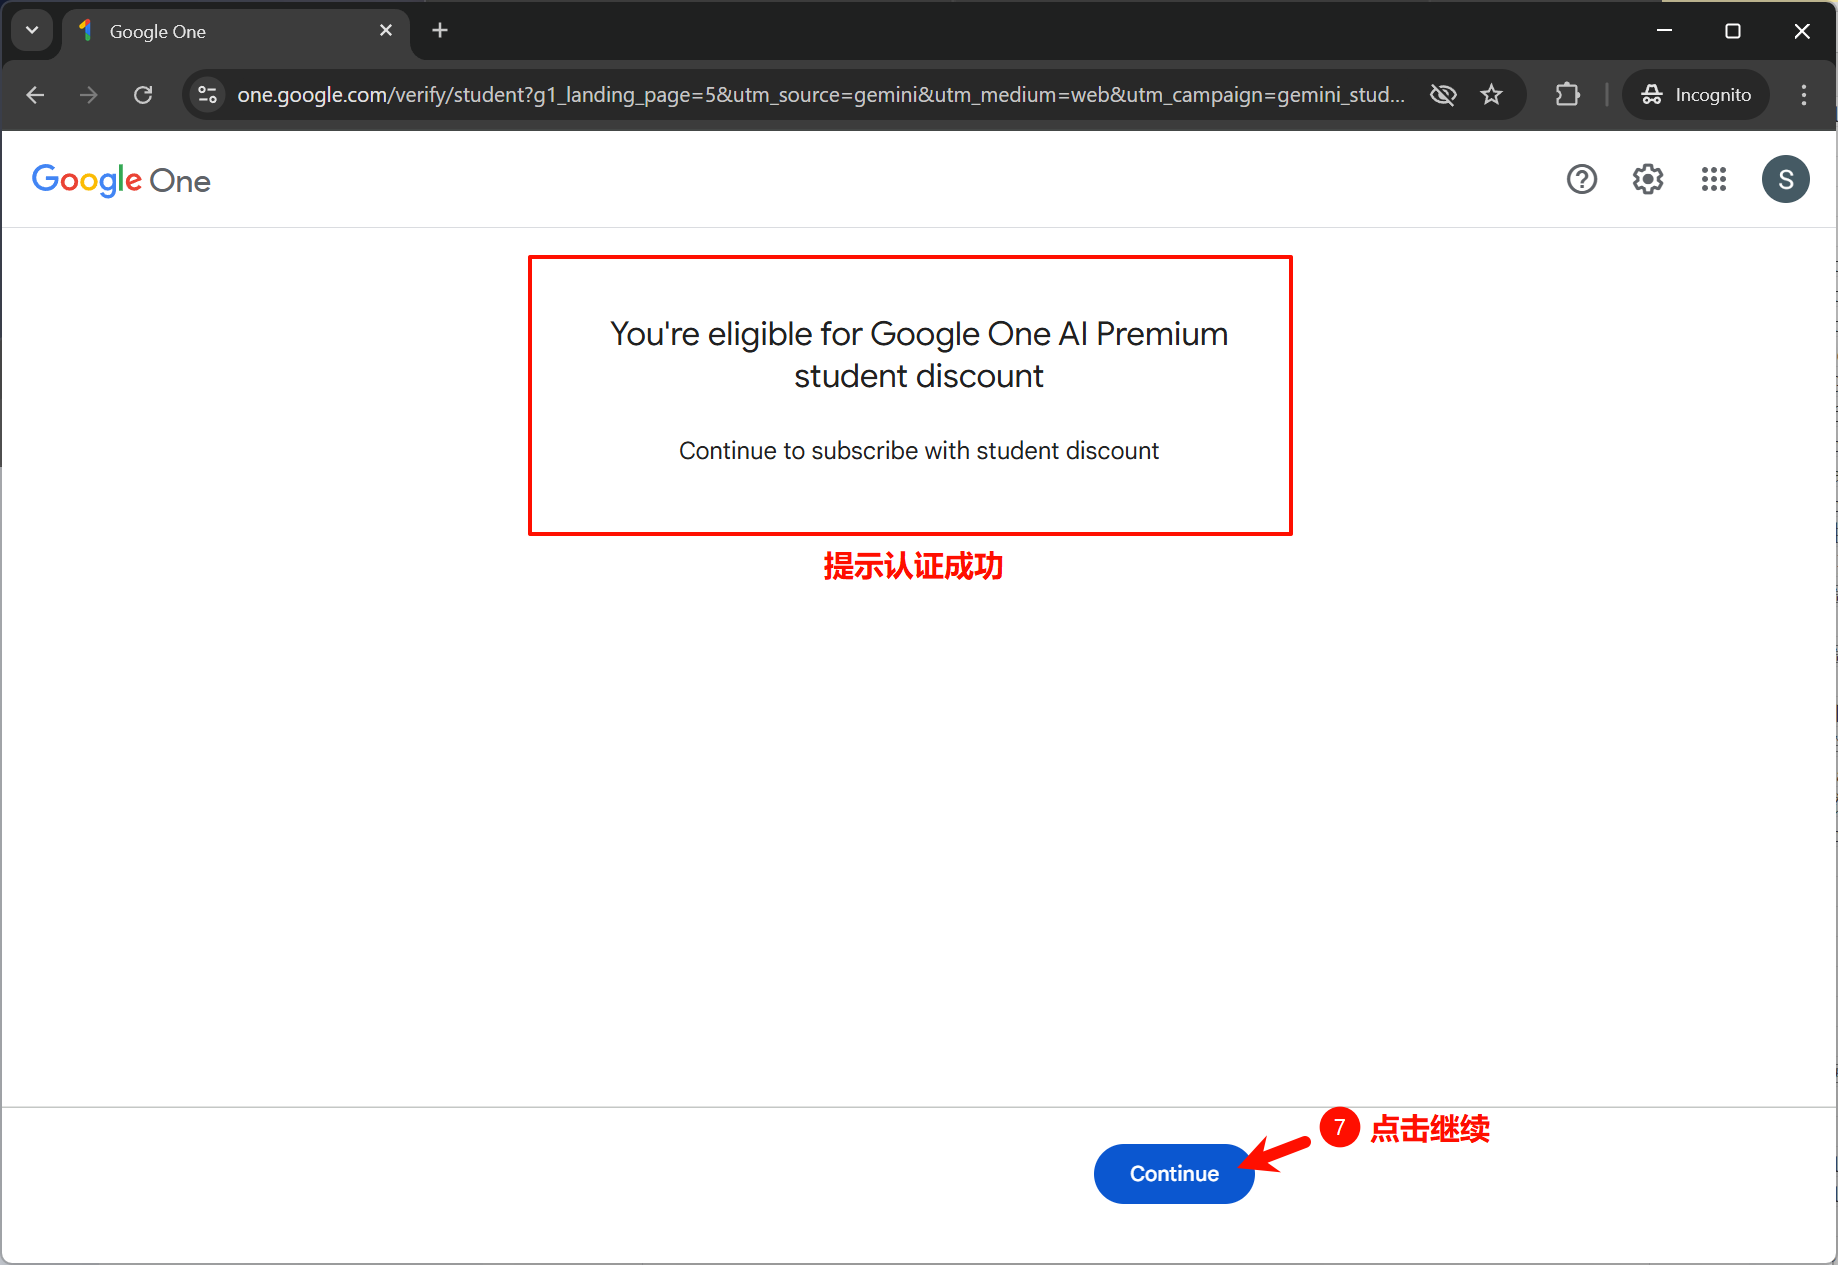 Google One
one.google.com/verify/student?g1_landing_page=5&utm_source=gemini&utm_medium=web&utm_campaign=gemini_stud...
Incognito
Google One
S
You're eligible for Google One AI Premium
student discount
Continue to subscribe with student discount
提示认证成功
7 点击继续
Continue